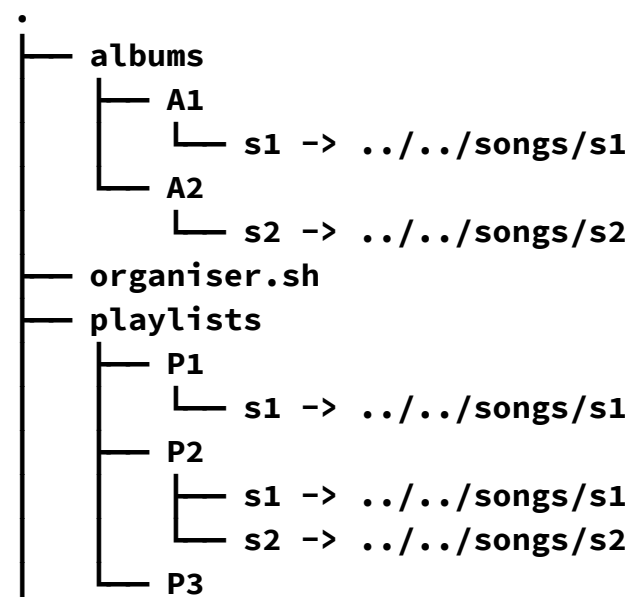 .
├── albums
│   ├── A1
│   │   └── s1 -> ../../songs/s1
│   └── A2
│       └── s2 -> ../../songs/s2
├── organiser.sh
├── playlists
│   ├── P1
│   │   └── s1 -> ../../songs/s1
│   ├── P2
│   │   ├── s1 -> ../../songs/s1
│   │   └── s2 -> ../../songs/s2
│   └── P3